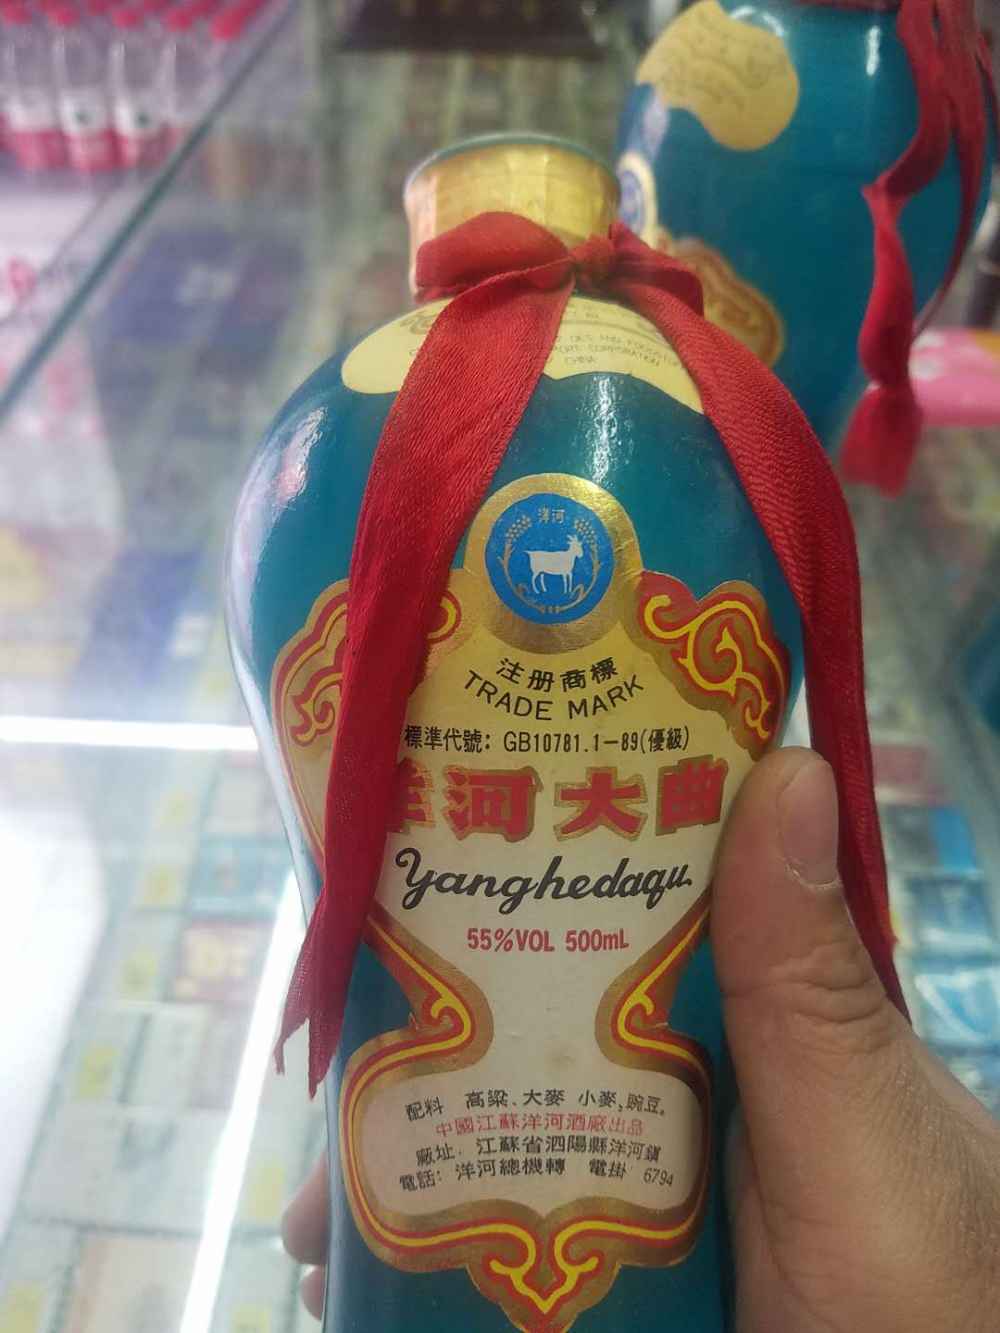 CHINA
洋河
注册商標
TRADE MARK
標準代號: GB10781.1-89(優級)
洋河大曲
Yanghedaqu
55%VOL 500mL
配料 高粱、大麥 小麥,豌豆。
中國江蘇洋河酒廠出品
廠址. 江蘇省泗陽縣洋河鎮
電話: 洋河總機轉 電掛 6794